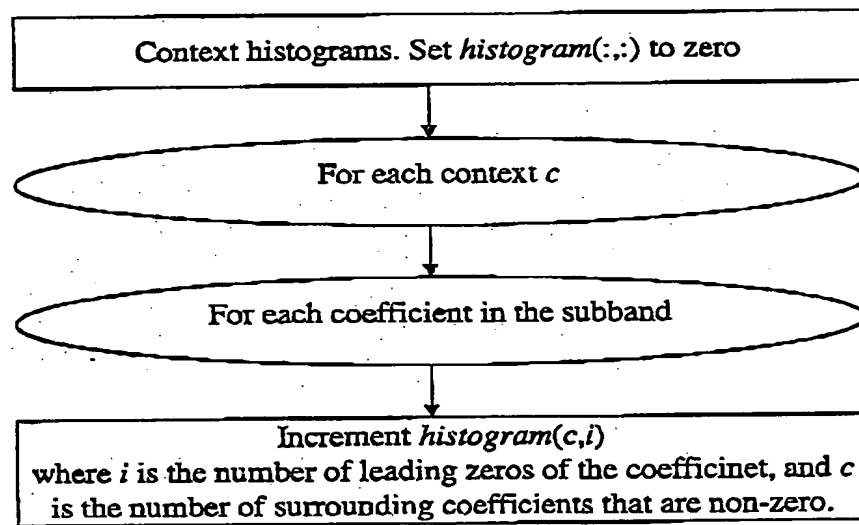 Context histograms. Set histogram(:,:) to zero
For each context c
For each coefficient in the subband
Increment histogram(c,i)
where i is the number of leading zeros of the coefficinet, and c
is the number of surrounding coefficients that are non-zero.